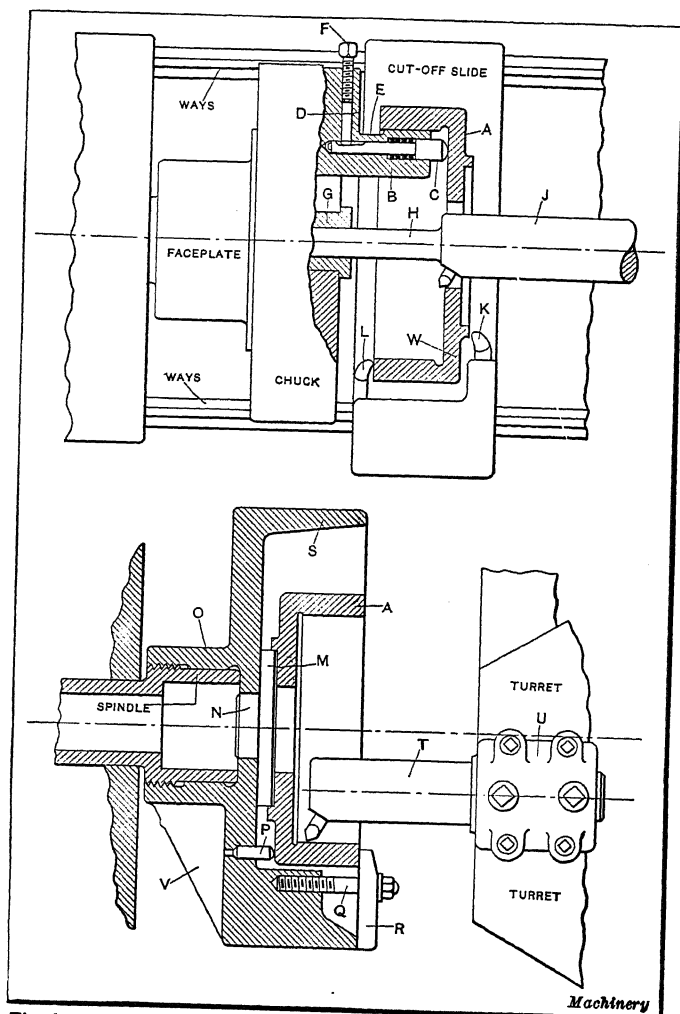 F
CUT-OFF SLIDE
WAYS
D
E
A
B
C
G
H
J
FACEPLATE
L
W
K
WAYS
CHUCK
S
O
A
M
SPINDLE
N
TURRET
U
T
P
V
Q
R
TURRET
Machinery